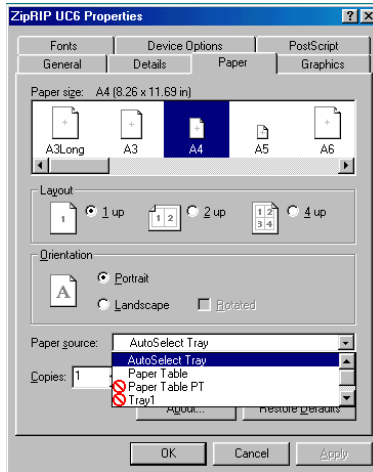 ZipRIP UC6 Properties
Fonts Device Options PostScript
General Details Paper Graphics
Paper size: A4 (8.26 x 11.69 in)
A3Long A3 A4 A5 A6
Layout
1 1 up 1 2 2 up 1 2 3 4 4 up
Orientation
A Portrait
Landscape Rotated
Paper source: AutoSelect Tray
AutoSelect Tray
Paper Table
Copies: 1 Paper Table PT
Tray1
About... Restore Defaults
OK Cancel Apply